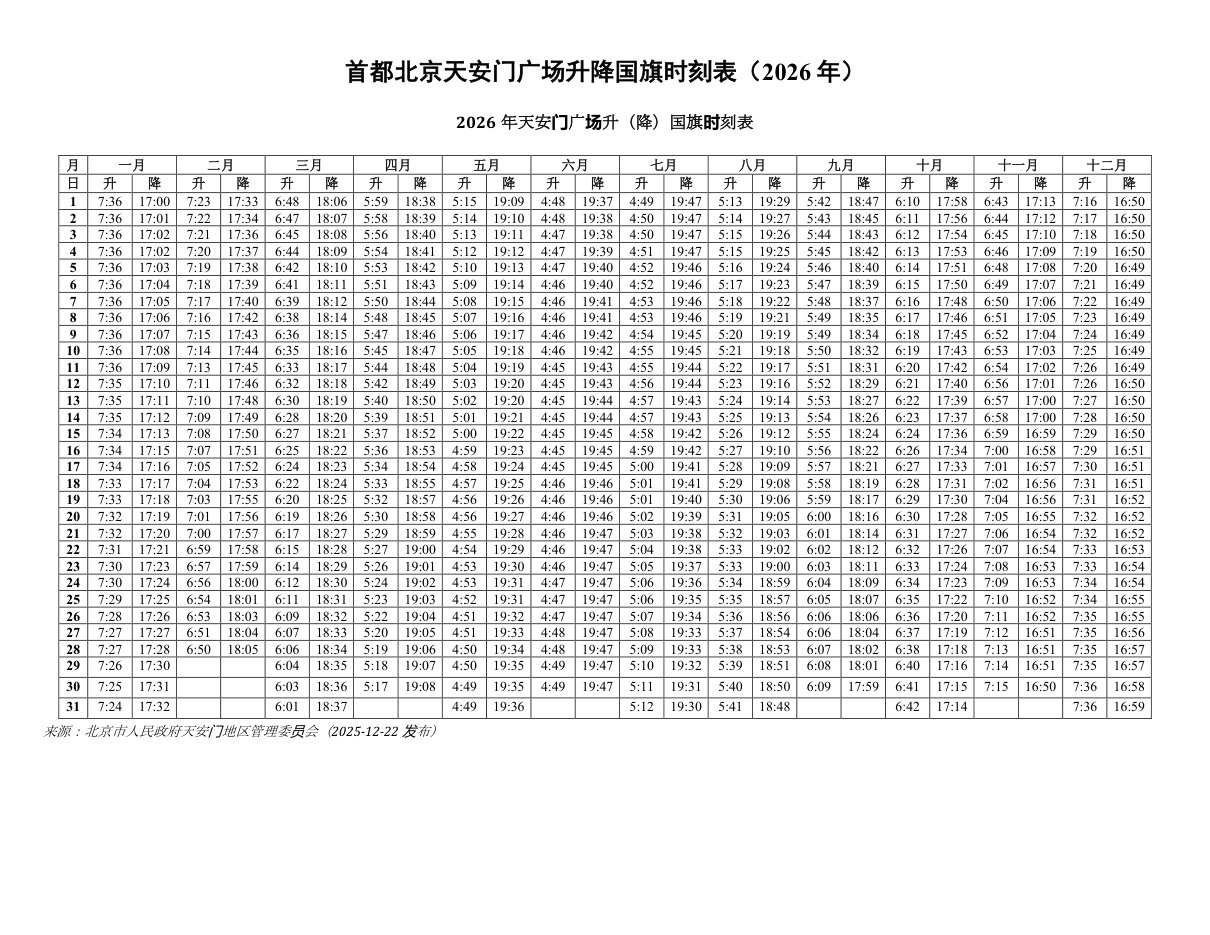 首都北京天安门广场升降国旗时刻表（2026 年）
2026 年天安门广场升（降）国旗时刻表
月 一月 二月 三月 四月 五月 六月 七月 八月 九月 十月 十一月 十二月
日 升 降 升 降 升 降 升 降 升 降 升 降 升 降 升 降 升 降 升 降 升 降 升 降
1 7:36 17:00 7:23 17:33 6:48 18:06 5:59 18:38 5:15 19:09 4:48 19:37 4:49 19:47 5:13 19:29 5:42 18:47 6:10 17:58 6:43 17:13 7:16 16:50
2 7:36 17:01 7:22 17:34 6:47 18:07 5:58 18:39 5:14 19:10 4:48 19:38 4:50 19:47 5:14 19:27 5:43 18:45 6:11 17:56 6:44 17:12 7:17 16:50
3 7:36 17:02 7:21 17:36 6:45 18:08 5:56 18:40 5:13 19:11 4:47 19:38 4:50 19:47 5:15 19:26 5:44 18:43 6:12 17:54 6:45 17:10 7:18 16:50
4 7:36 17:02 7:20 17:37 6:44 18:09 5:54 18:41 5:12 19:12 4:47 19:39 4:51 19:47 5:15 19:25 5:45 18:42 6:13 17:53 6:46 17:09 7:19 16:50
5 7:36 17:03 7:19 17:38 6:42 18:10 5:53 18:42 5:10 19:13 4:47 19:40 4:52 19:46 5:16 19:24 5:46 18:40 6:14 17:51 6:48 17:08 7:20 16:49
6 7:36 17:04 7:18 17:39 6:41 18:11 5:51 18:43 5:09 19:14 4:46 19:40 4:52 19:46 5:17 19:23 5:47 18:39 6:15 17:50 6:49 17:07 7:21 16:49
7 7:36 17:05 7:17 17:40 6:39 18:12 5:50 18:44 5:08 19:15 4:46 19:41 4:53 19:46 5:18 19:22 5:48 18:37 6:16 17:48 6:50 17:06 7:22 16:49
8 7:36 17:06 7:16 17:42 6:38 18:14 5:48 18:45 5:07 19:16 4:46 19:41 4:53 19:46 5:19 19:21 5:49 18:35 6:17 17:46 6:51 17:05 7:23 16:49
9 7:36 17:07 7:15 17:43 6:36 18:15 5:47 18:46 5:06 19:17 4:46 19:42 4:54 19:45 5:20 19:19 5:49 18:34 6:18 17:45 6:52 17:04 7:24 16:49
10 7:36 17:08 7:14 17:44 6:35 18:16 5:45 18:47 5:05 19:18 4:46 19:42 4:55 19:45 5:21 19:18 5:50 18:32 6:19 17:43 6:53 17:03 7:25 16:49
11 7:36 17:09 7:13 17:45 6:33 18:17 5:44 18:48 5:04 19:19 4:45 19:43 4:55 19:44 5:22 19:17 5:51 18:31 6:20 17:42 6:54 17:02 7:26 16:49
12 7:35 17:10 7:11 17:46 6:32 18:18 5:42 18:49 5:03 19:20 4:45 19:43 4:56 19:44 5:23 19:16 5:52 18:29 6:21 17:40 6:56 17:01 7:26 16:50
13 7:35 17:11 7:10 17:48 6:30 18:19 5:40 18:50 5:02 19:20 4:45 19:44 4:57 19:43 5:24 19:14 5:53 18:27 6:22 17:39 6:57 17:00 7:27 16:50
14 7:35 17:12 7:09 17:49 6:28 18:20 5:39 18:51 5:01 19:21 4:45 19:44 4:57 19:43 5:25 19:13 5:54 18:26 6:23 17:37 6:58 17:00 7:28 16:50
15 7:34 17:13 7:08 17:50 6:27 18:21 5:37 18:52 5:00 19:22 4:45 19:45 4:58 19:42 5:26 19:12 5:55 18:24 6:24 17:36 6:59 16:59 7:29 16:50
16 7:34 17:15 7:07 17:51 6:25 18:22 5:36 18:53 4:59 19:23 4:45 19:45 4:59 19:42 5:27 19:10 5:56 18:22 6:26 17:34 7:00 16:58 7:29 16:51
17 7:34 17:16 7:05 17:52 6:24 18:23 5:34 18:54 4:58 19:24 4:45 19:45 5:00 19:41 5:28 19:09 5:57 18:21 6:27 17:33 7:01 16:57 7:30 16:51
18 7:33 17:17 7:04 17:53 6:22 18:24 5:33 18:55 4:57 19:25 4:46 19:46 5:01 19:41 5:29 19:08 5:58 18:19 6:28 17:31 7:02 16:56 7:31 16:51
19 7:33 17:18 7:03 17:55 6:20 18:25 5:32 18:57 4:56 19:26 4:46 19:46 5:01 19:40 5:30 19:06 5:59 18:17 6:29 17:30 7:04 16:56 7:31 16:52
20 7:32 17:19 7:01 17:56 6:19 18:26 5:30 18:58 4:56 19:27 4:46 19:46 5:02 19:39 5:31 19:05 6:00 18:16 6:30 17:28 7:05 16:55 7:32 16:52
21 7:32 17:20 7:00 17:57 6:17 18:27 5:29 18:59 4:55 19:28 4:46 19:47 5:03 19:38 5:32 19:03 6:01 18:14 6:31 17:27 7:06 16:54 7:32 16:52
22 7:31 17:21 6:59 17:58 6:15 18:28 5:27 19:00 4:54 19:29 4:46 19:47 5:04 19:38 5:33 19:02 6:02 18:12 6:32 17:26 7:07 16:54 7:33 16:53
23 7:30 17:23 6:57 17:59 6:14 18:29 5:26 19:01 4:53 19:30 4:46 19:47 5:05 19:37 5:33 19:00 6:03 18:11 6:33 17:24 7:08 16:53 7:33 16:54
24 7:30 17:24 6:56 18:00 6:12 18:30 5:24 19:02 4:53 19:31 4:47 19:47 5:06 19:36 5:34 18:59 6:04 18:09 6:34 17:23 7:09 16:53 7:34 16:54
25 7:29 17:25 6:54 18:01 6:11 18:31 5:23 19:03 4:52 19:31 4:47 19:47 5:06 19:35 5:35 18:57 6:05 18:07 6:35 17:22 7:10 16:52 7:34 16:55
26 7:28 17:26 6:53 18:03 6:09 18:32 5:22 19:04 4:51 19:32 4:47 19:47 5:07 19:34 5:36 18:56 6:06 18:06 6:36 17:20 7:11 16:52 7:35 16:55
27 7:27 17:27 6:51 18:04 6:07 18:33 5:20 19:05 4:51 19:33 4:48 19:47 5:08 19:33 5:37 18:54 6:06 18:04 6:37 17:19 7:12 16:51 7:35 16:56
28 7:27 17:28 6:50 18:05 6:06 18:34 5:19 19:06 4:50 19:34 4:48 19:47 5:09 19:33 5:38 18:53 6:07 18:02 6:38 17:18 7:13 16:51 7:35 16:57
29 7:26 17:30 6:04 18:35 5:18 19:07 4:50 19:35 4:49 19:47 5:10 19:32 5:39 18:51 6:08 18:01 6:40 17:16 7:14 16:51 7:35 16:57
30 7:25 17:31 6:03 18:36 5:17 19:08 4:49 19:35 4:49 19:47 5:11 19:31 5:40 18:50 6:09 17:59 6:41 17:15 7:15 16:50 7:36 16:58
31 7:24 17:32 6:01 18:37 4:49 19:36 5:12 19:30 5:41 18:48 6:42 17:14 7:36 16:59
来源：北京市人民政府天安门地区管理委员会（2025-12-22 发布）